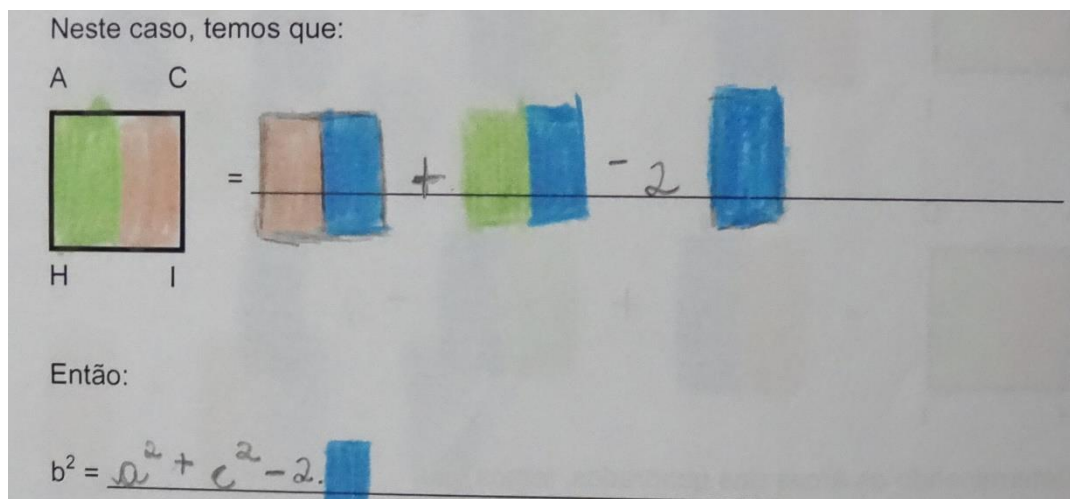 Neste caso, temos que:
A C
= + - 2
H I
Então:
b² = a² + c² - 2.